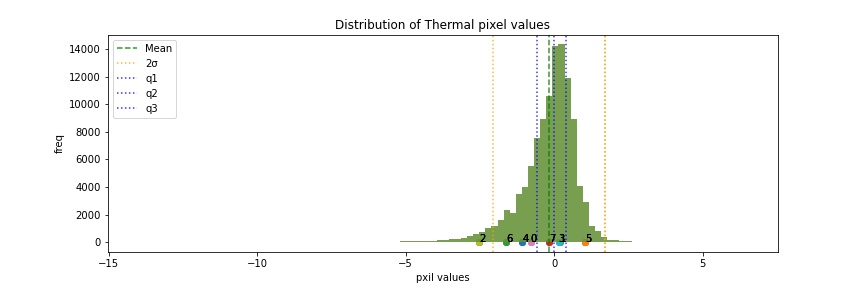 Distribution of Thermal pixel values
Mean
2σ
q1
q2
q3
14000
12000
10000
8000
6000
4000
2000
0
freq
2 6 4 0 7 3 5
−15 −10 −5 0 5
pxil values